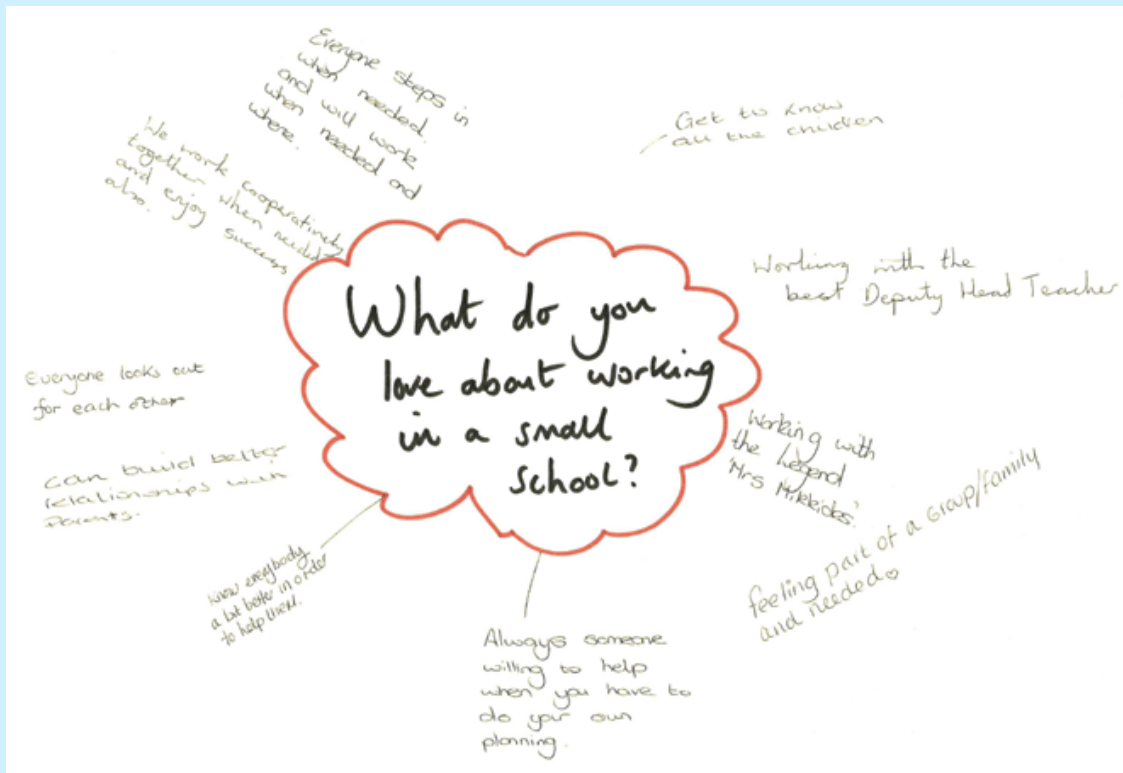 Everyone steps in
when needed.
and will work
when needed and
where.
We work cooperatively
together when needed
and enjoy success
also.
Get to know
all the children
Working with the
best Deputy Head Teacher
What do you
love about working
in a small
school?
Working with
the Legend
'Mrs
Everyone looks out
for each other
can build better
relationships with
Parents.
feeling part of a Group/Family
and needed
Know everybody
a bit better in order
to help them.
Always someone
willing to help
when you have to
do your own
planning.